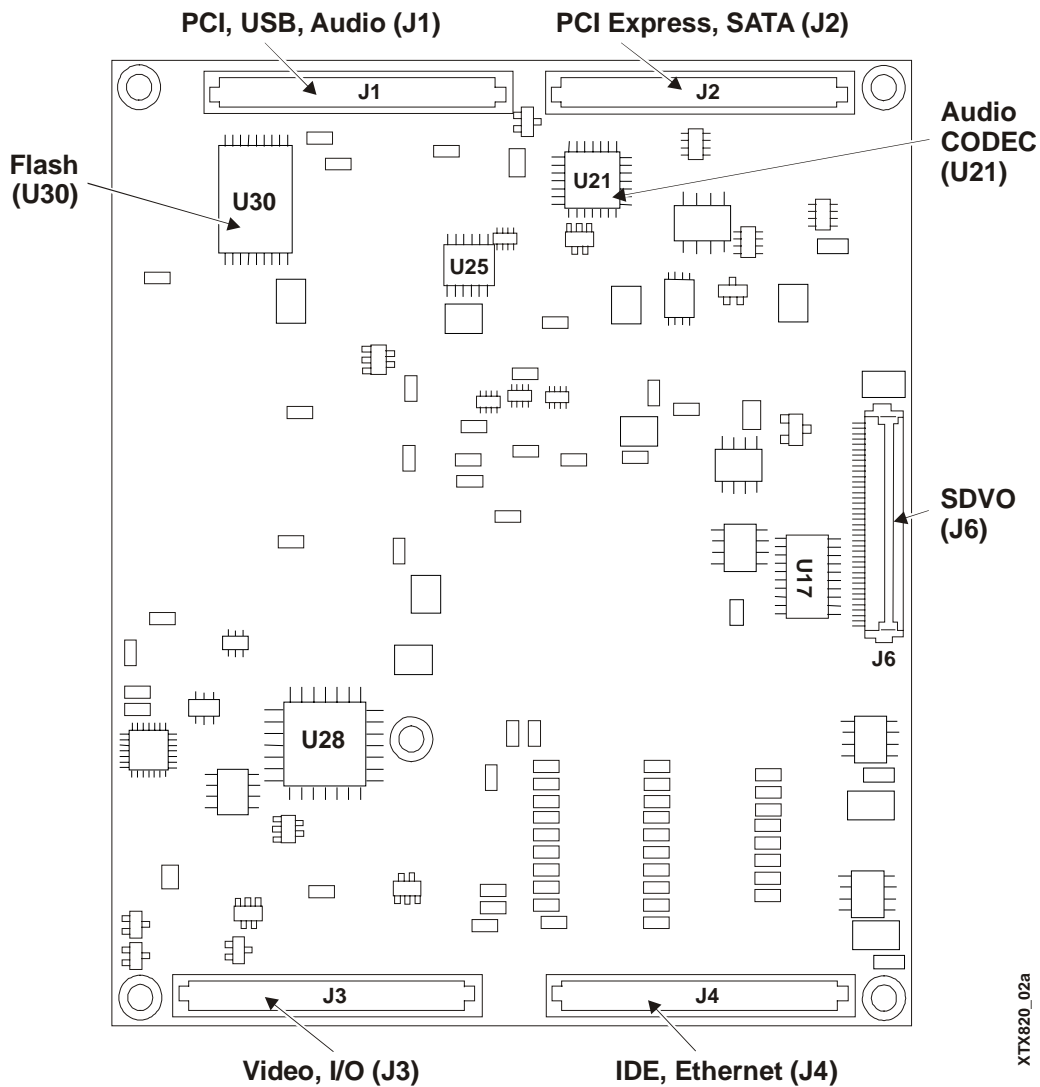 PCI, USB, Audio (J1)
PCI Express, SATA (J2)
J1
J2
Audio
CODEC
(U21)
Flash
(U30)
U30
U21
U25
SDVO
(J6)
U17
J6
U28
J3
J4
Video, I/O (J3)
IDE, Ethernet (J4)
XTX820_02a